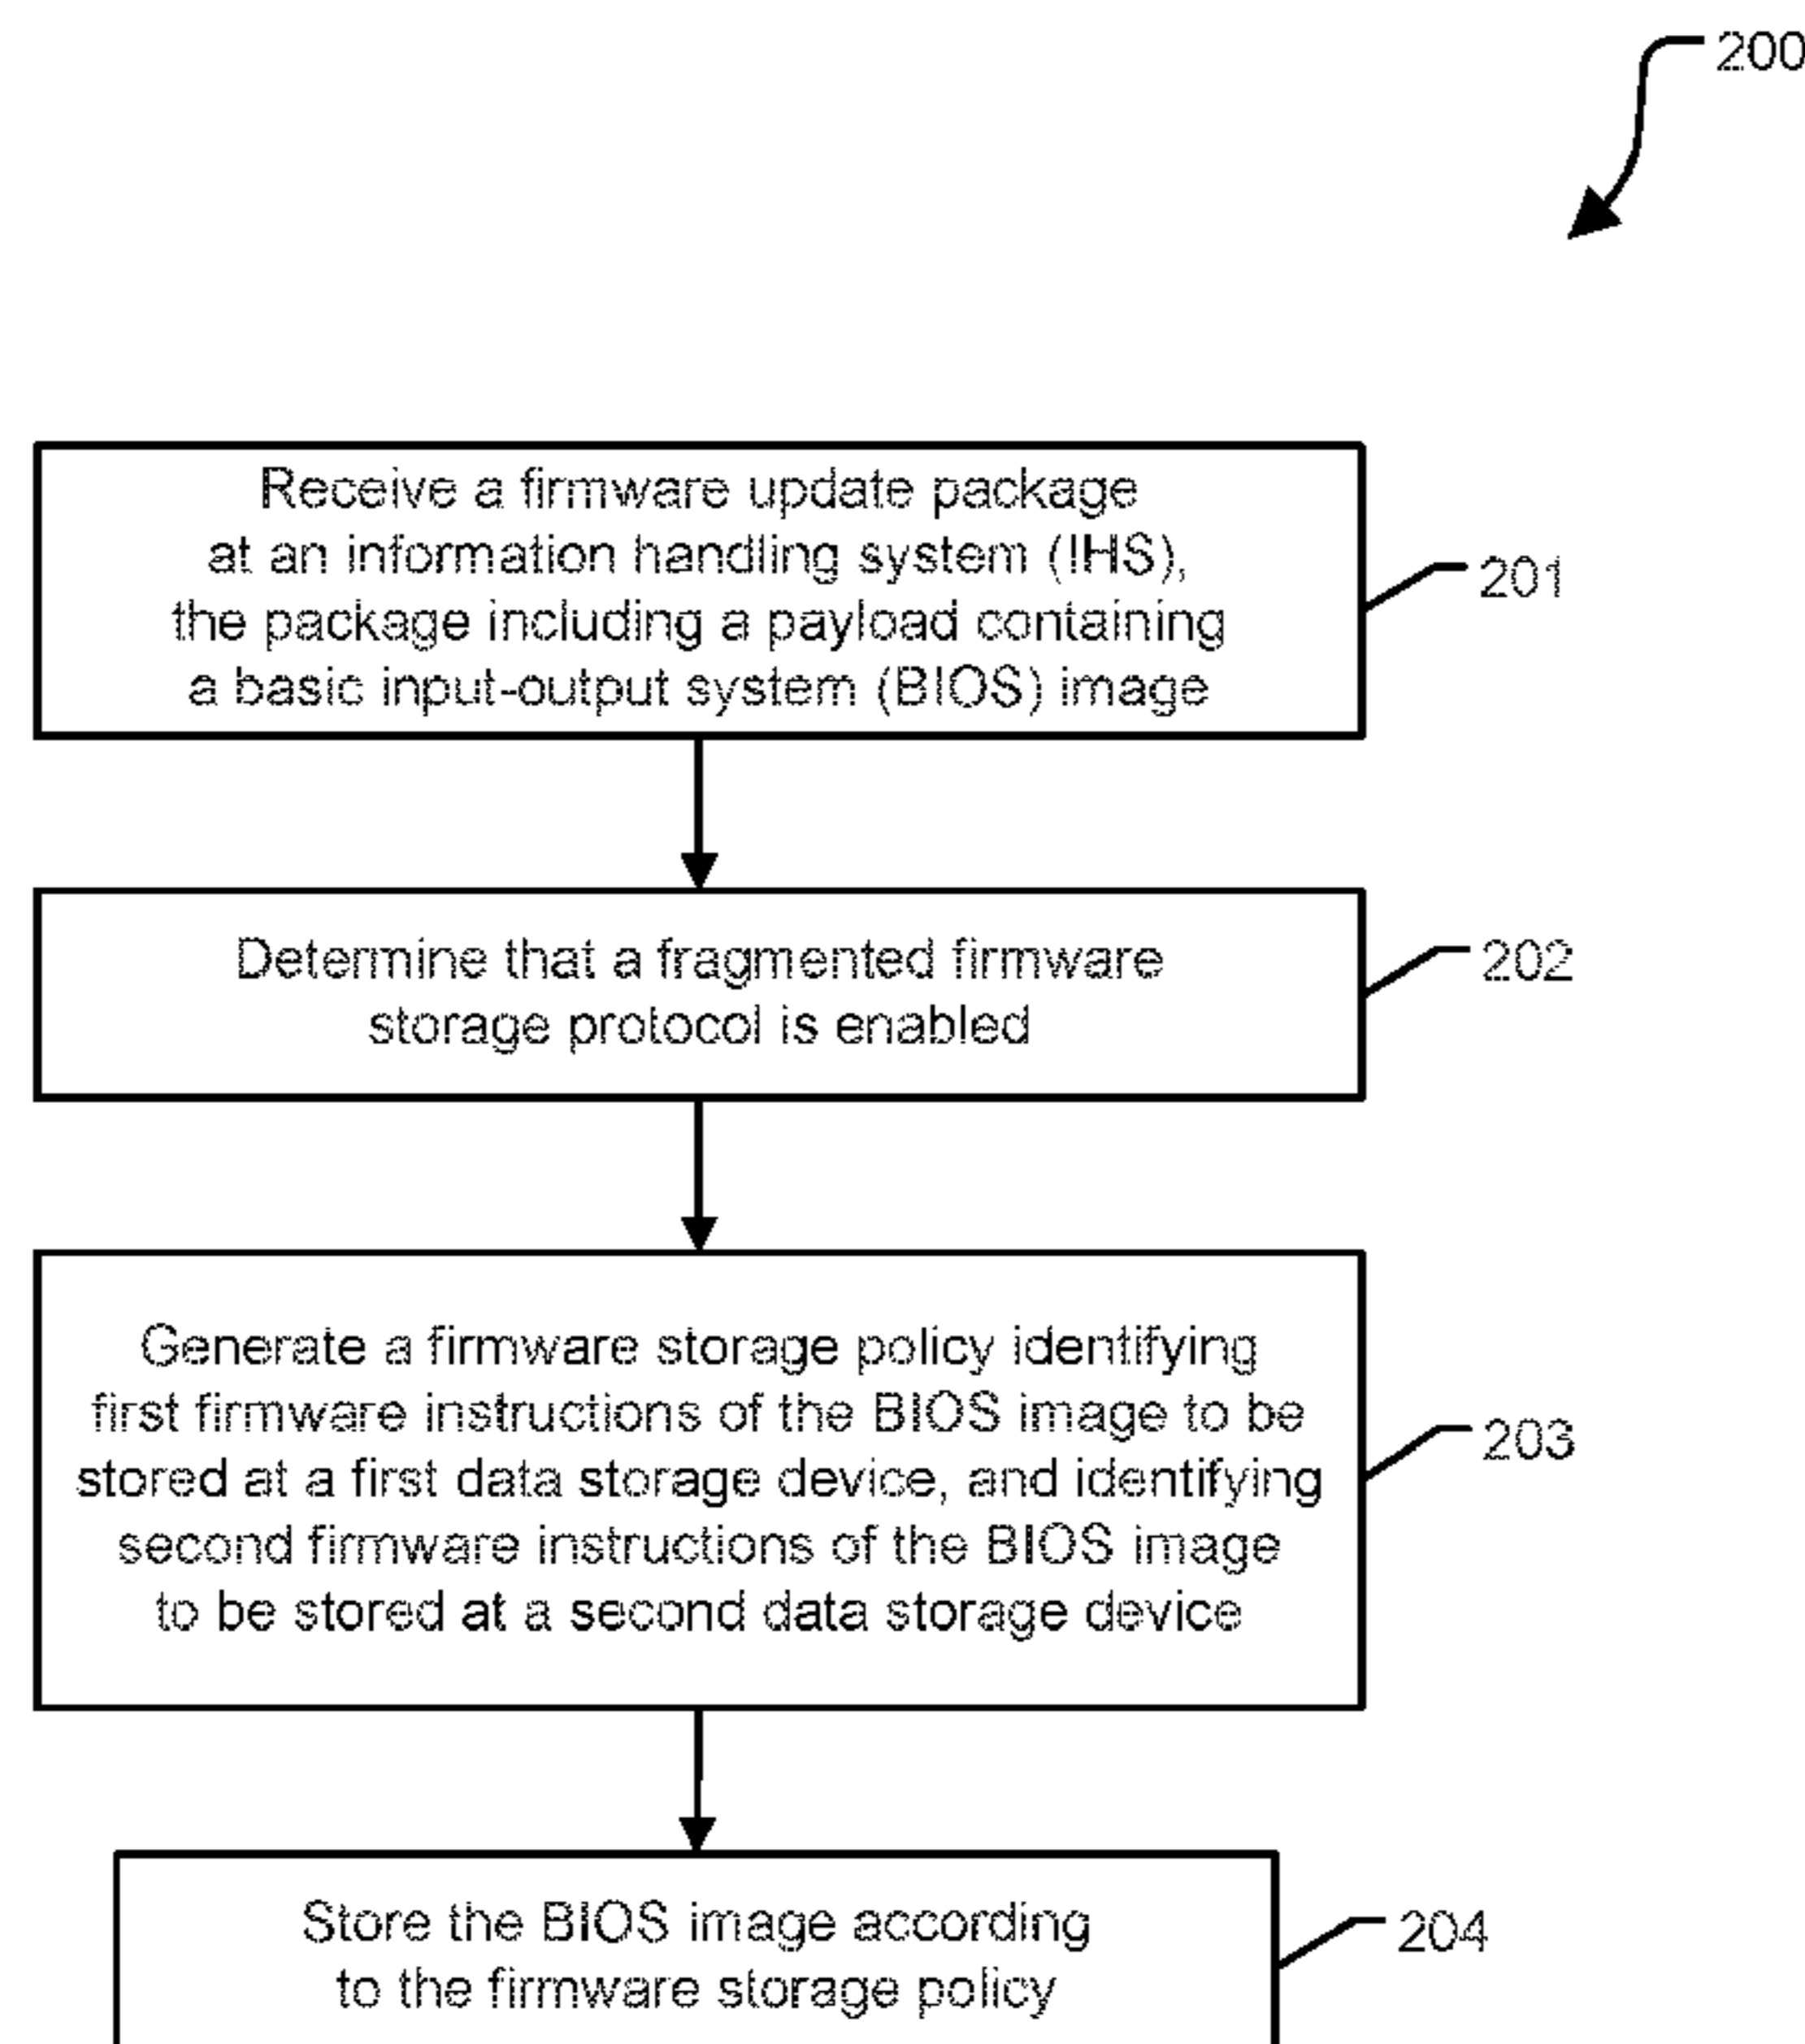 200
Receive a firmware update package
at an information handling system (IHS),
the package including a payload containing
a basic input-output system (BIOS) image
201
Determine that a fragmented firmware
storage protocol is enabled
202
Generate a firmware storage policy identifying
first firmware instructions of the BIOS image to be
stored at a first data storage device, and identifying
second firmware instructions of the BIOS image
to be stored at a second data storage device
203
Store the BIOS image according
to the firmware storage policy
204